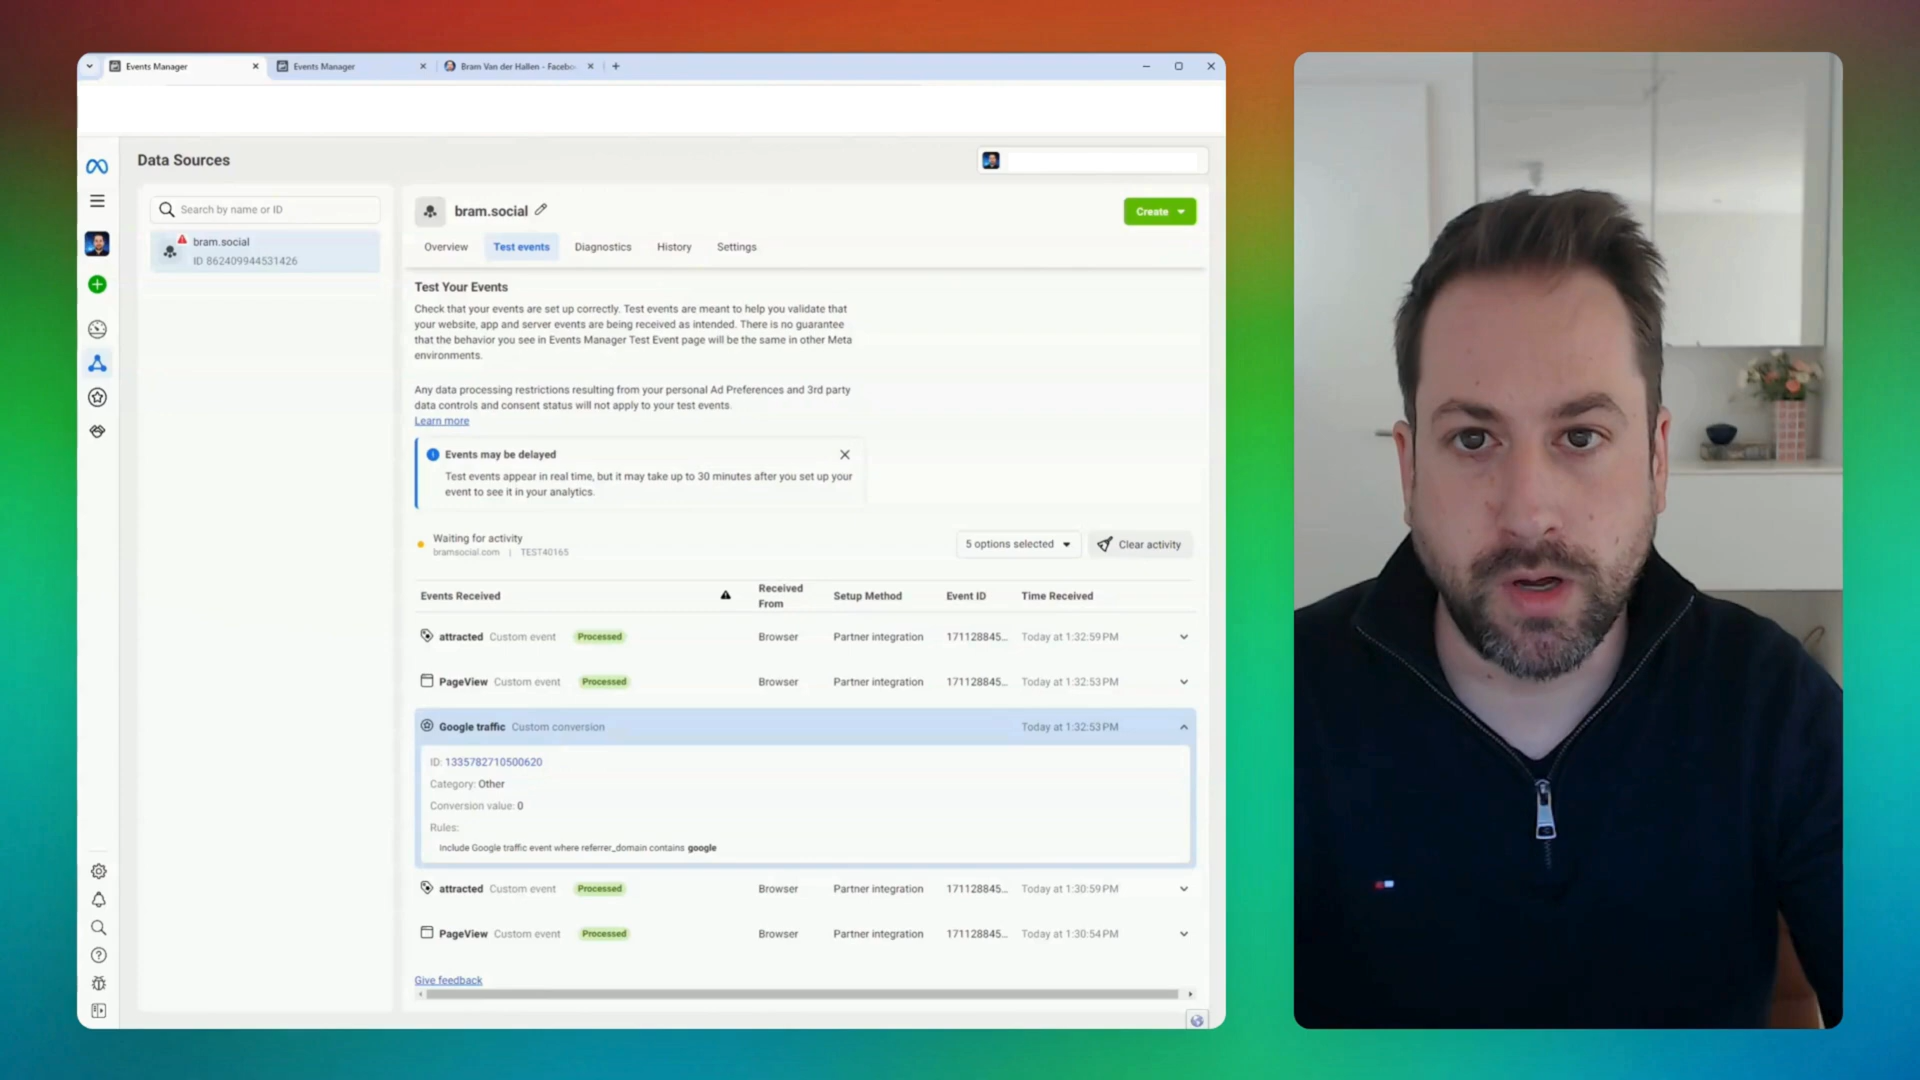 Events Manager
Events Manager
Bram Van der Hallen - Facebo
Data Sources
Search by name or ID
bram.social
ID 862409944531426
bram.social
Create
Overview
Test events
Diagnostics
History
Settings
Test Your Events
Check that your events are set up correctly. Test events are meant to help you validate that
your website, app and server events are being received as intended. There is no guarantee
that the behavior you see in Events Manager Test Event page will be the same in other Meta
environments.
Any data processing restrictions resulting from your personal Ad Preferences and 3rd party
data controls and consent status will not apply to your test events.
Learn more
Events may be delayed
Test events appear in real time, but it may take up to 30 minutes after you set up your
event to see it in your analytics.
Waiting for activity
bramsocial.com | TEST40165
5 options selected
Clear activity
Events Received
Received
From
Setup Method
Event ID
Time Received
attracted Custom event Processed Browser Partner integration 171128845... Today at 1:32:59 PM
PageView Custom event Processed Browser Partner integration 171128845... Today at 1:32:53 PM
Google traffic Custom conversion Today at 1:32:53 PM
ID: 1335782710500620
Category: Other
Conversion value: 0
Rules:
Include Google traffic event where referrer_domain contains google
attracted Custom event Processed Browser Partner integration 171128845... Today at 1:30:59 PM
PageView Custom event Processed Browser Partner integration 171128845... Today at 1:30:54 PM
Give feedback